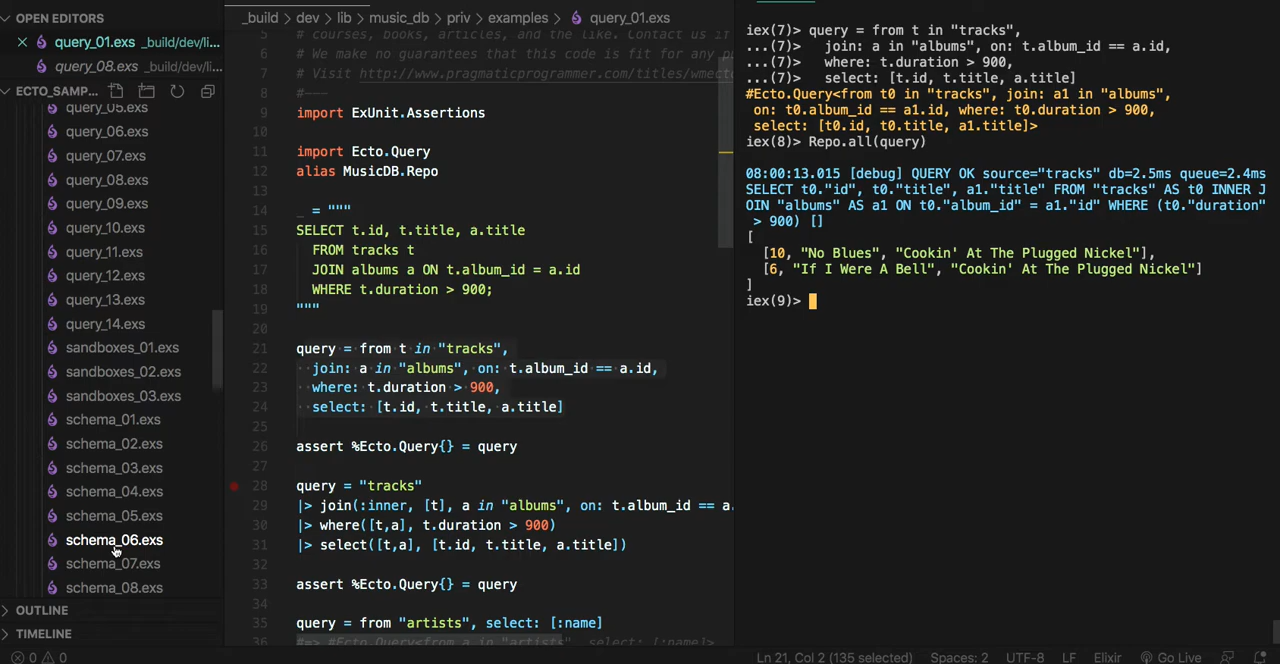 OPEN EDITORS
query_01.exs _build/dev/li...
query_08.exs _build/dev/li...
ECTO_SAMP...
query_05.exs
query_06.exs
query_07.exs
query_08.exs
query_09.exs
query_10.exs
query_11.exs
query_12.exs
query_13.exs
query_14.exs
sandboxes_01.exs
sandboxes_02.exs
sandboxes_03.exs
schema_01.exs
schema_02.exs
schema_03.exs
schema_04.exs
schema_05.exs
schema_06.exs
schema_07.exs
schema_08.exs
OUTLINE
TIMELINE
_build > dev > lib > music_db > priv > examples > query_01.exs
5 # courses, books, articles, and the like. Contact us if
6 # We make no guarantees that this code is fit for any p
7 # Visit http://www.pragmaticprogrammer.com/titles/wmect
8 #---
9 import ExUnit.Assertions
10
11 import Ecto.Query
12 alias MusicDB.Repo
13
14 _ = """
15 SELECT t.id, t.title, a.title
16 FROM tracks t
17 JOIN albums a ON t.album_id = a.id
18 WHERE t.duration > 900;
19 """
20
21 query = from t in "tracks",
22 join: a in "albums", on: t.album_id == a.id,
23 where: t.duration > 900,
24 select: [t.id, t.title, a.title]
25
26 assert %Ecto.Query{} = query
27
28 query = "tracks"
29 |> join(:inner, [t], a in "albums", on: t.album_id == a.
30 |> where([t,a], t.duration > 900)
31 |> select([t,a], [t.id, t.title, a.title])
32
33 assert %Ecto.Query{} = query
34
35 query = from "artists", select: [:name]
36 #=> #Ecto.Query<from a in "artists", select: [:name]>
iex(7)> query = from t in "tracks",
...(7)> join: a in "albums", on: t.album_id == a.id,
...(7)> where: t.duration > 900,
...(7)> select: [t.id, t.title, a.title]
#Ecto.Query<from t0 in "tracks", join: a1 in "albums",
on: t0.album_id == a1.id, where: t0.duration > 900,
select: [t0.id, t0.title, a1.title]>
iex(8)> Repo.all(query)
08:00:13.015 [debug] QUERY OK source="tracks" db=2.5ms queue=2.4ms
SELECT t0."id", t0."title", a1."title" FROM "tracks" AS t0 INNER J
OIN "albums" AS a1 ON t0."album_id" = a1."id" WHERE (t0."duration"
> 900) []
[
[10, "No Blues", "Cookin' At The Plugged Nickel"],
[6, "If I Were A Bell", "Cookin' At The Plugged Nickel"]
]
iex(9)>
0 0 Ln 21, Col 2 (135 selected) Spaces: 2 UTF-8 LF Elixir Go Live